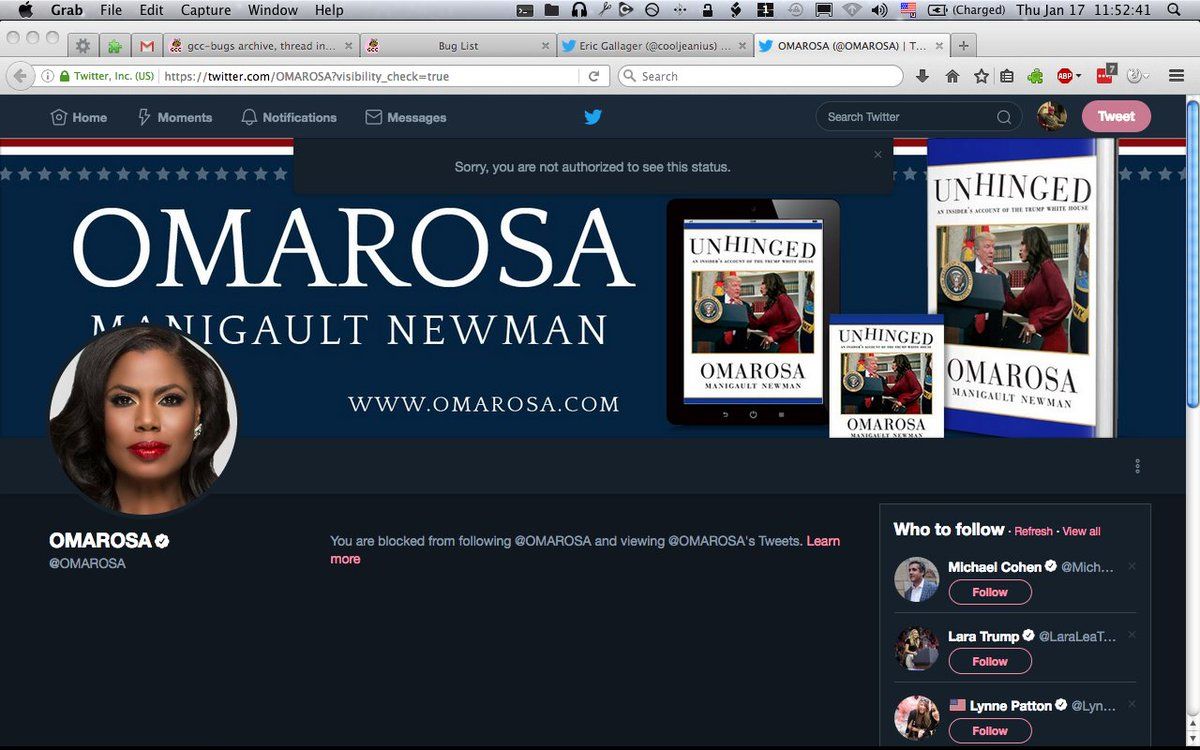 Grab File Edit Capture Window Help (Charged) Thu Jan 17 11:52:41
gcc-bugs archive, thread in...
Bug List
Eric Gallager (@cooljeanius) ...
OMAROSA (@OMAROSA) | T...
Twitter, Inc. (US) https://twitter.com/OMAROSA?visibility_check=true
Search
ABP
7
Home Moments Notifications Messages
Search Twitter
Tweet
Sorry, you are not authorized to see this status.
OMAROSA
MANIGAULT NEWMAN
WWW.OMAROSA.COM
UNHINGED
AN INSIDER'S ACCOUNT OF THE TRUMP WHITE HOUSE
OMAROSA
MANIGAULT NEWMAN
UNHINGED
AN INSIDER'S ACCOUNT OF THE TRUMP WHITE HOUSE
OMAROSA
MANIGAULT NEWMAN
UNHINGED
AN INSIDER'S ACCOUNT OF THE TRUMP WHITE HOUSE
OMAROSA
MANIGAULT NEWMAN
OMAROSA
@OMAROSA
You are blocked from following @OMAROSA and viewing @OMAROSA's Tweets. Learn
more
Who to follow · Refresh · View all
Michael Cohen @Mich...
Follow
Lara Trump @LaraLeaT...
Follow
Lynne Patton @Lyn...
Follow